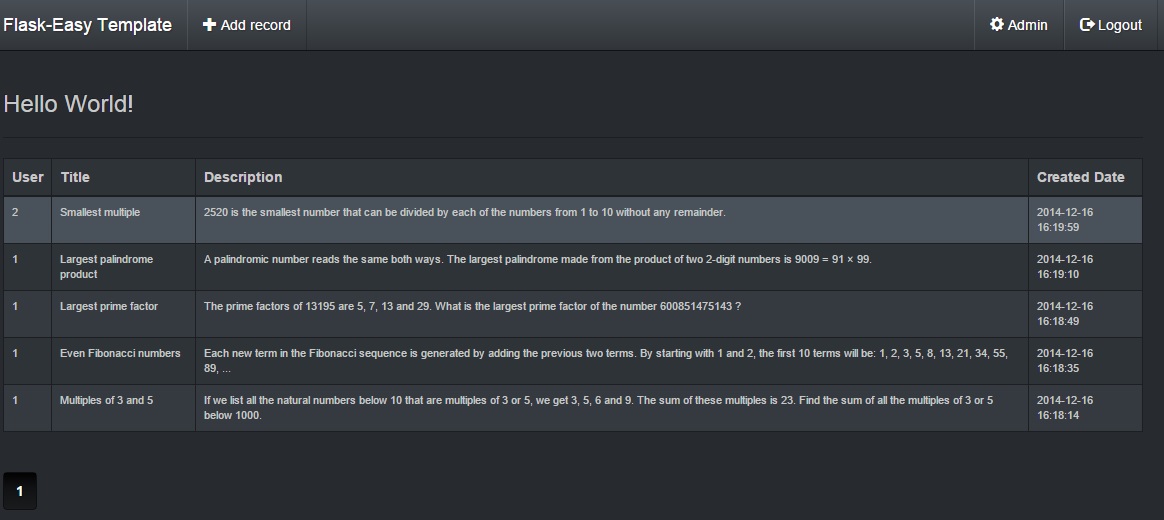 Flask-Easy Template Add record Admin Logout
Hello World!
User Title Description Created Date
2 Smallest multiple 2520 is the smallest number that can be divided by each of the numbers from 1 to 10 without any remainder. 2014-12-16
16:19:59
1 Largest palindrome A palindromic number reads the same both ways. The largest palindrome made from the product of two 2-digit numbers is 9009 = 91 × 99. 2014-12-16
product 16:19:10
1 Largest prime factor The prime factors of 13195 are 5, 7, 13 and 29. What is the largest prime factor of the number 600851475143 ? 2014-12-16
16:18:49
1 Even Fibonacci numbers Each new term in the Fibonacci sequence is generated by adding the previous two terms. By starting with 1 and 2, the first 10 terms will be: 1, 2, 3, 5, 8, 13, 21, 34, 55, 2014-12-16
89, ... 16:18:35
1 Multiples of 3 and 5 If we list all the natural numbers below 10 that are multiples of 3 or 5, we get 3, 5, 6 and 9. The sum of these multiples is 23. Find the sum of all the multiples of 3 or 5 2014-12-16
below 1000. 16:18:14
1